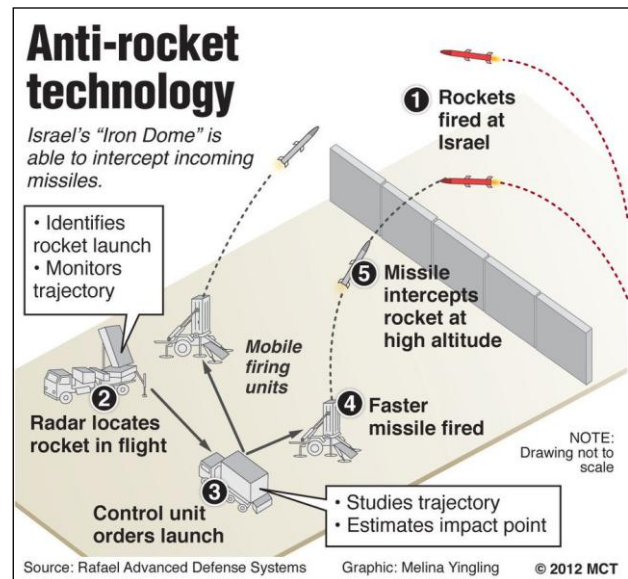 Anti-rocket
technology
Israel's “Iron Dome” is
able to intercept incoming
missiles.
1 Rockets
fired at
Israel
• Identifies
rocket launch
• Monitors
trajectory
2
Radar locates
rocket in flight
Mobile
firing
units
3
Control unit
orders launch
• Studies trajectory
• Estimates impact point
4 Faster
missile fired
5 Missile
intercepts
rocket at
high altitude
NOTE:
Drawing not to
scale
Source: Rafael Advanced Defense Systems
Graphic: Melina Yingling
© 2012 MCT